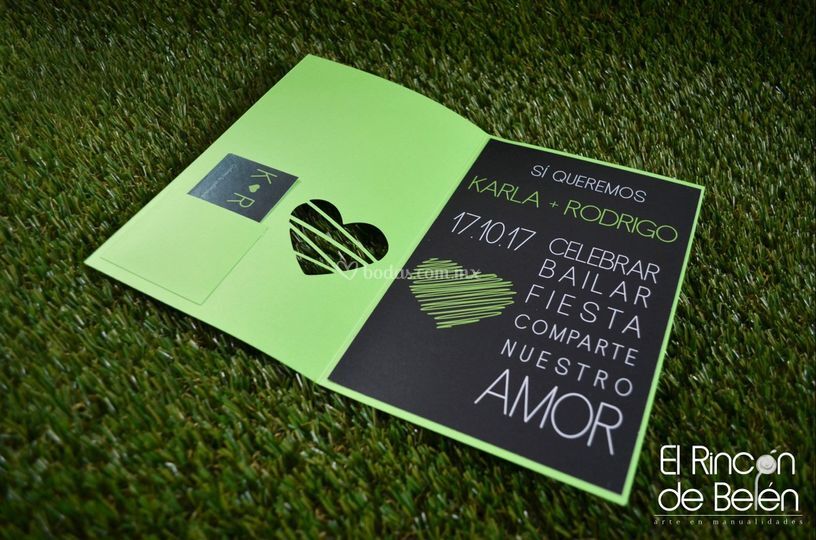 K R
bodas.com.mx
SÍ QUEREMOS
KARLA + RODRIGO
17.10.17
CELEBRAR
BAILAR
FIESTA
COMPARTE
NUESTRO
AMOR
El Rincón
de Belén
arte en manualidades